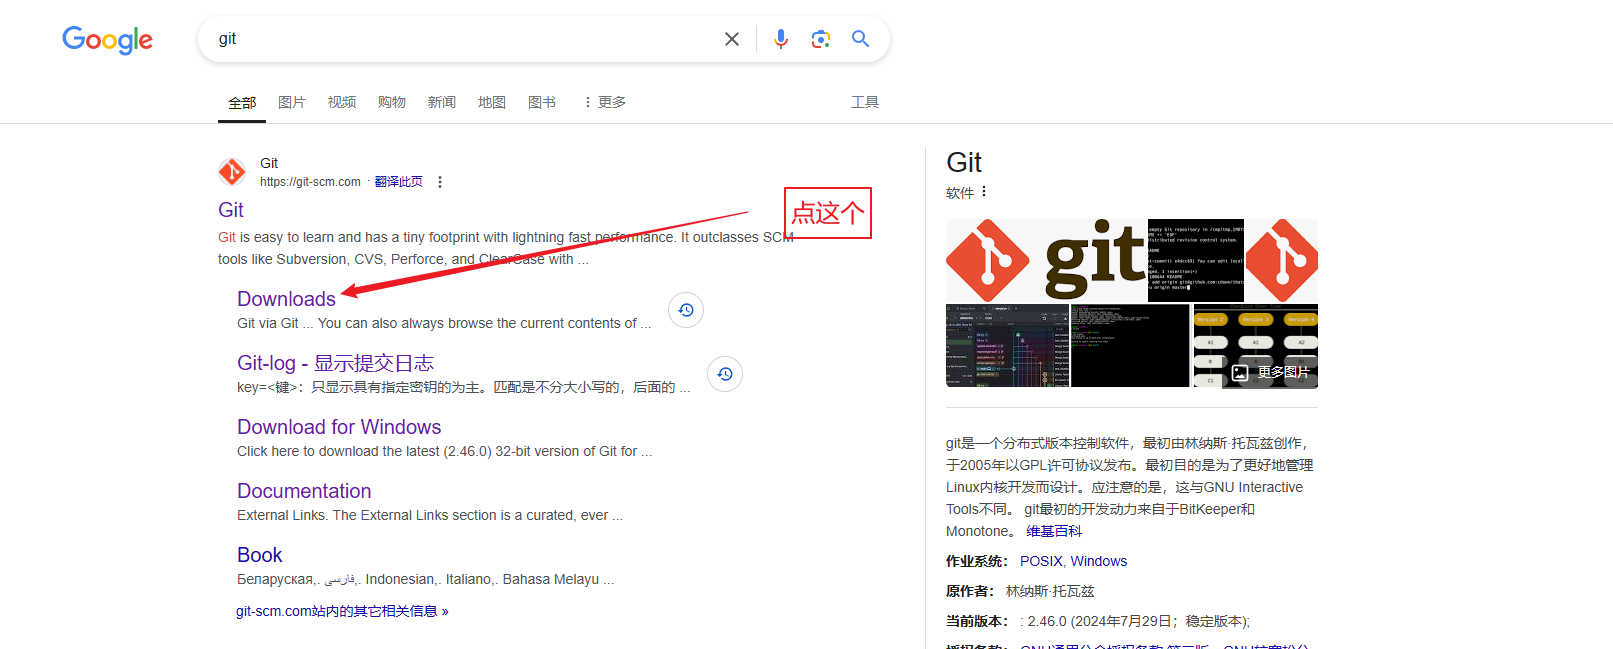 Google
git
全部 图片 视频 购物 新闻 地图 图书 更多 工具
Git
https://git-scm.com · 翻译此页
Git
点这个
Git is easy to learn and has a tiny footprint with lightning fast performance. It outclasses SCM
tools like Subversion, CVS, Perforce, and ClearCase with ...
Downloads
Git via Git ... You can also always browse the current contents of ...
Git-log - 显示提交日志
key=<键>：只显示具有指定密钥的为主。匹配是不分大小写的，后面的 ...
Download for Windows
Click here to download the latest (2.46.0) 32-bit version of Git for ...
Documentation
External Links. The External Links section is a curated, ever ...
Book
Беларуская,. فارسی,. Indonesian,. Italiano,. Bahasa Melayu ...
git-scm.com站内的其它相关信息 »
Git
软件
git
Version 2 Version 3 Version 4
A1 A1 A2
更多图片
git是一个分布式版本控制软件，最初由林纳斯·托瓦兹创作，
于2005年以GPL许可协议发布。最初目的是为了更好地管理
Linux内核开发而设计。应注意的是，这与GNU Interactive
Tools不同。 git最初的开发动力来自于BitKeeper和
Monotone。 维基百科
作业系统： POSIX, Windows
原作者： 林纳斯·托瓦兹
当前版本： : 2.46.0 (2024年7月29日；稳定版本);